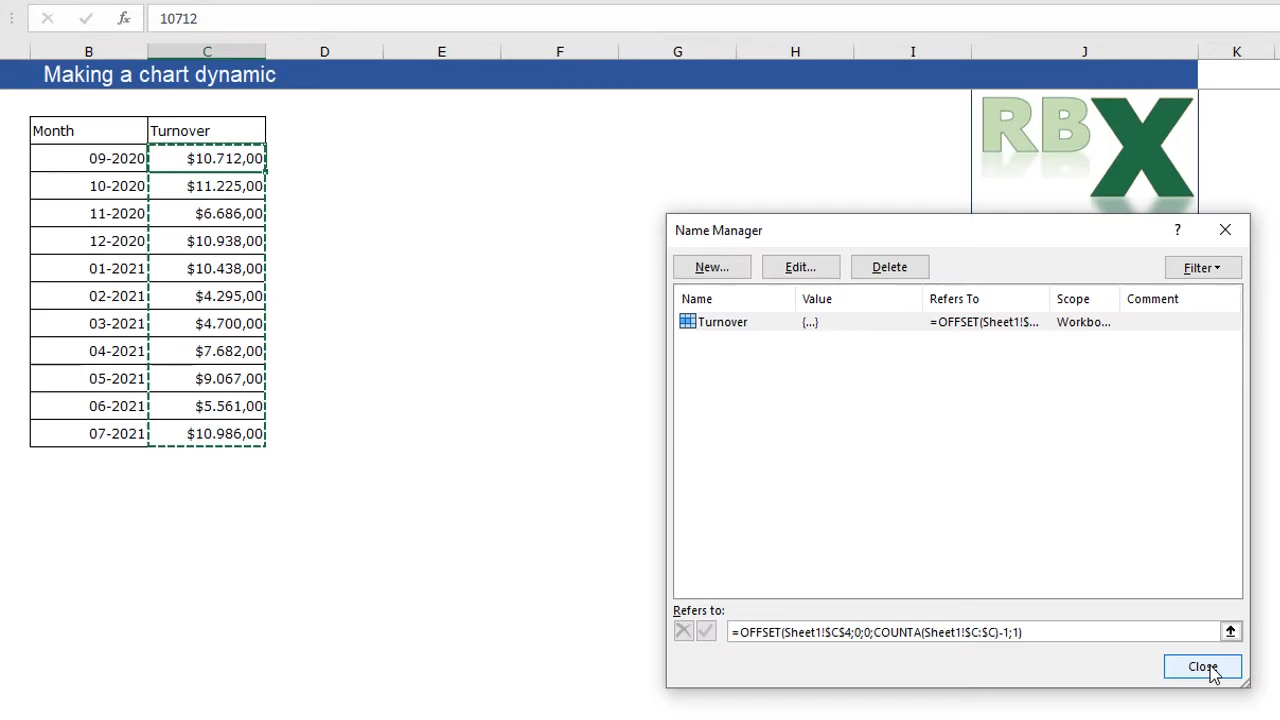 fx 10712
B C D E F G H I J K
Making a chart dynamic
RBX
Month Turnover
09-2020 $10.712,00
10-2020 $11.225,00
11-2020 $6.686,00
12-2020 $10.938,00
01-2021 $10.438,00
02-2021 $4.295,00
03-2021 $4.700,00
04-2021 $7.682,00
05-2021 $9.067,00
06-2021 $5.561,00
07-2021 $10.986,00
Name Manager ?
New... Edit... Delete Filter
Name Value Refers To Scope Comment
Turnover {...} =OFFSET(Sheet1!$... Workbo...
Refers to:
=OFFSET(Sheet1!$C$4;0;0;COUNTA(Sheet1!$C:$C)-1;1)
Close